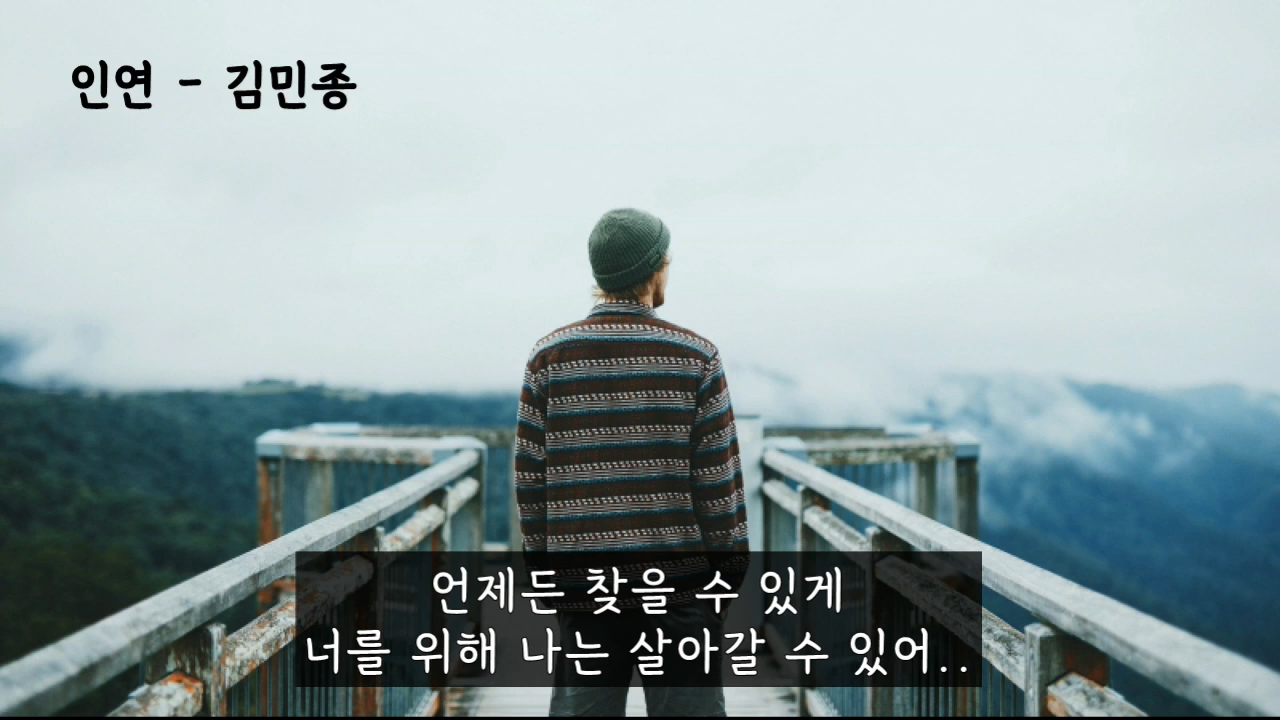 인연 - 김민종
언제든 찾을 수 있게
너를 위해 나는 살아갈 수 있어..